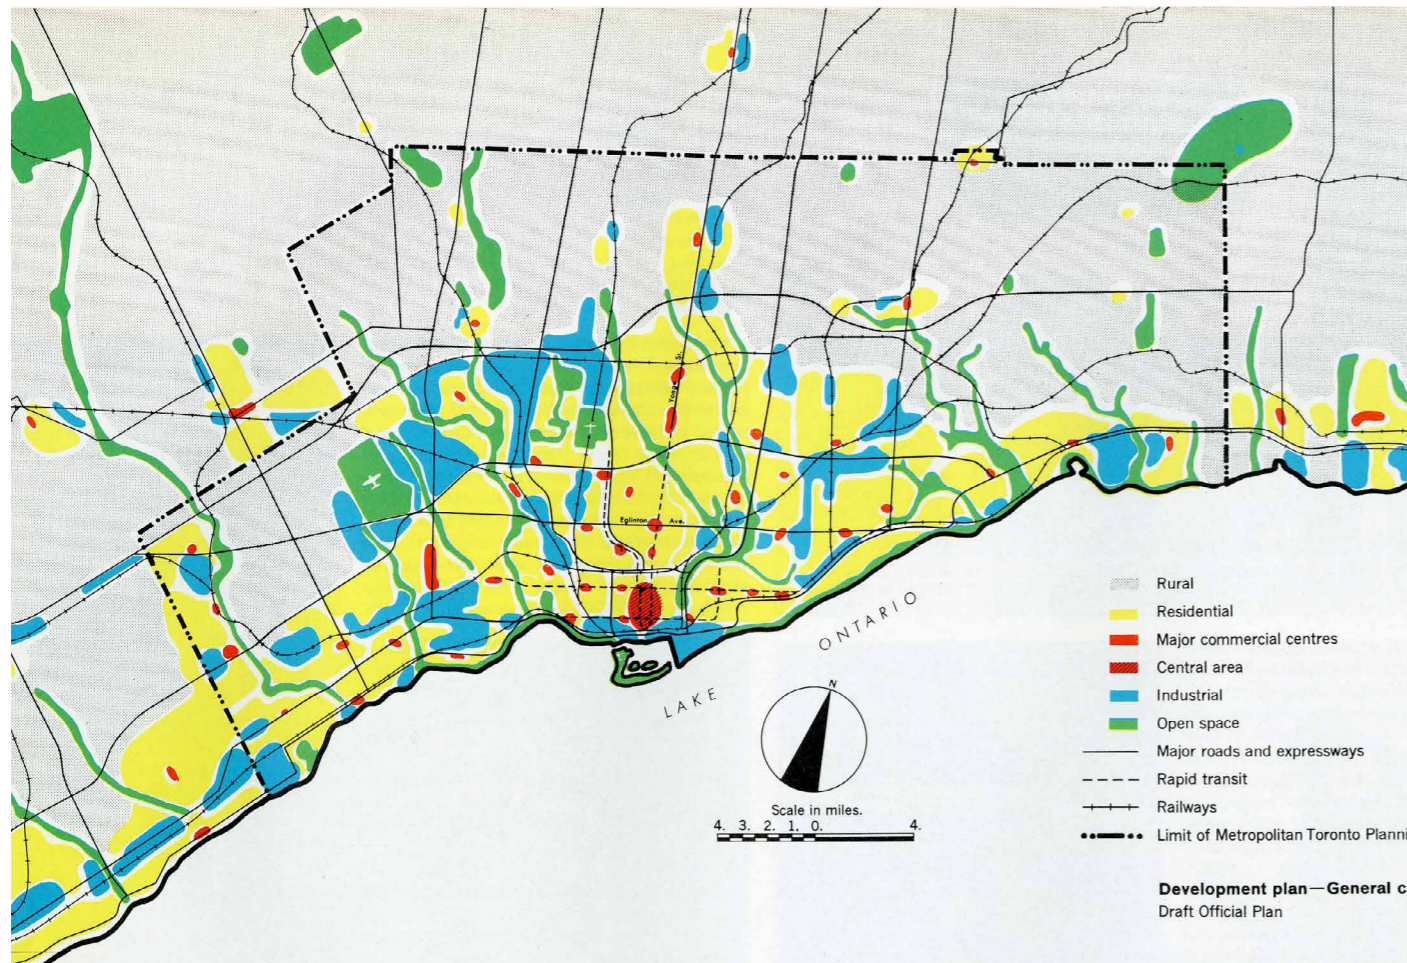 Yonge St.
Eglinton Ave.
LAKE ONTARIO
N
Scale in miles.
4. 3. 2. 1. 0. 4.
Rural
Residential
Major commercial centres
Central area
Industrial
Open space
Major roads and expressways
Rapid transit
Railways
Limit of Metropolitan Toronto Planni
Development plan—General c
Draft Official Plan